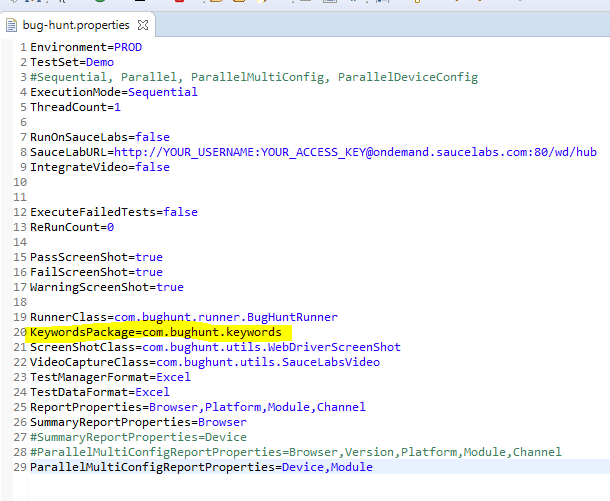 bug-hunt.properties
1 Environment=PROD
2 TestSet=Demo
3 #Sequential, Parallel, ParallelMultiConfig, ParallelDeviceConfig
4 ExecutionMode=Sequential
5 ThreadCount=1
6
7 RunOnSauceLabs=false
8 SauceLabURL=http://YOUR_USERNAME:YOUR_ACCESS_KEY@ondemand.saucelabs.com:80/wd/hub
9 IntegrateVideo=false
10
11
12 ExecuteFailedTests=false
13 ReRunCount=0
14
15 PassScreenShot=true
16 FailScreenShot=true
17 WarningScreenShot=true
18
19 RunnerClass=com.bughunt.runner.BugHuntRunner
20 KeywordsPackage=com.bughunt.keywords
21 ScreenShotClass=com.bughunt.utils.WebDriverScreenShot
22 VideoCaptureClass=com.bughunt.utils.SauceLabsVideo
23 TestManagerFormat=Excel
24 TestDataFormat=Excel
25 ReportProperties=Browser,Platform,Module,Channel
26 SummaryReportProperties=Browser
27 #SummaryReportProperties=Device
28 #ParallelMultiConfigReportProperties=Browser,Version,Platform,Module,Channel
29 ParallelMultiConfigReportProperties=Device,Module